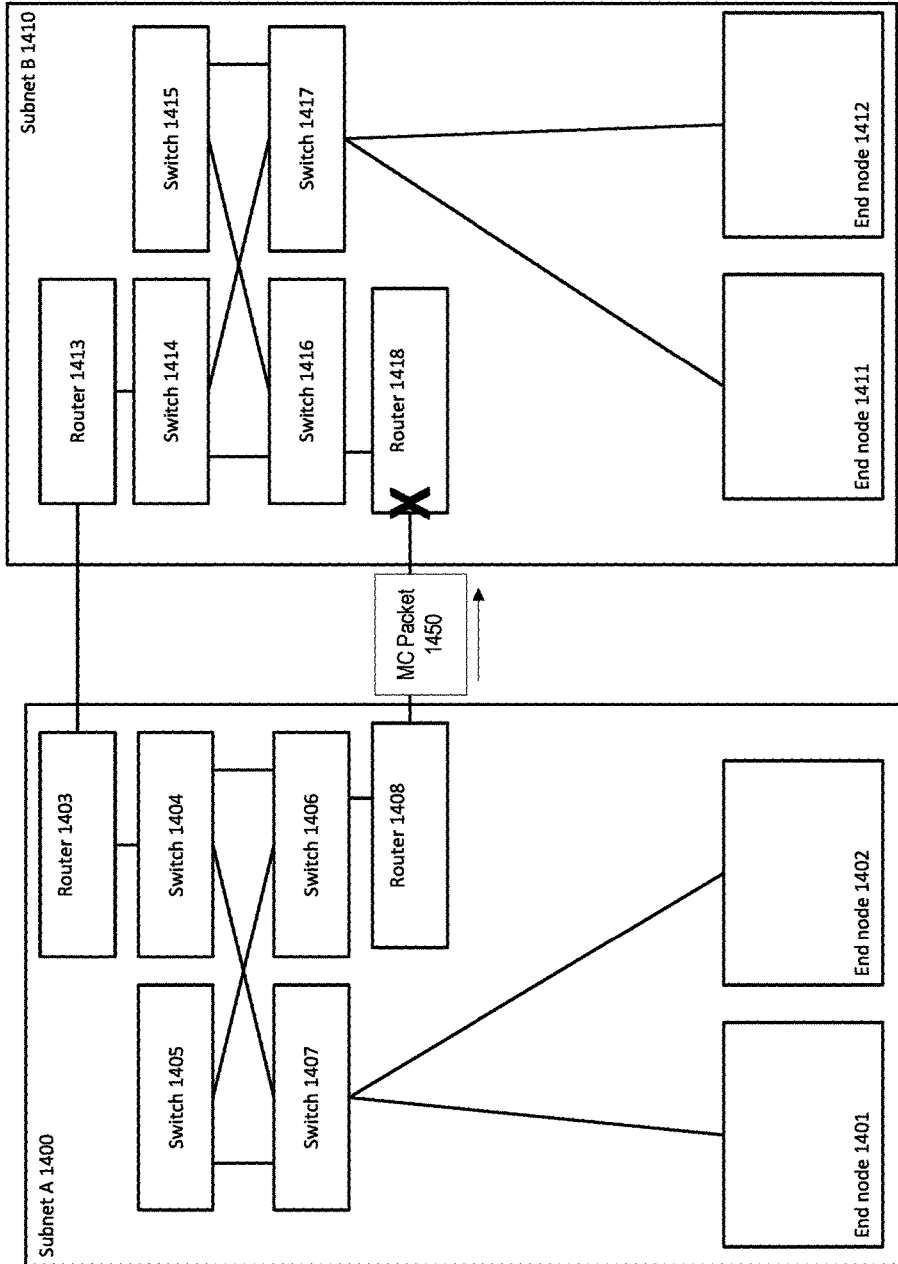 Subnet A 1400
Router 1403
Switch 1405
Switch 1404
Switch 1407
Switch 1406
Router 1408
End node 1401
End node 1402
MC Packet
1450
Subnet B 1410
Router 1413
Switch 1414
Switch 1415
Switch 1416
Switch 1417
Router 1418
X
End node 1411
End node 1412